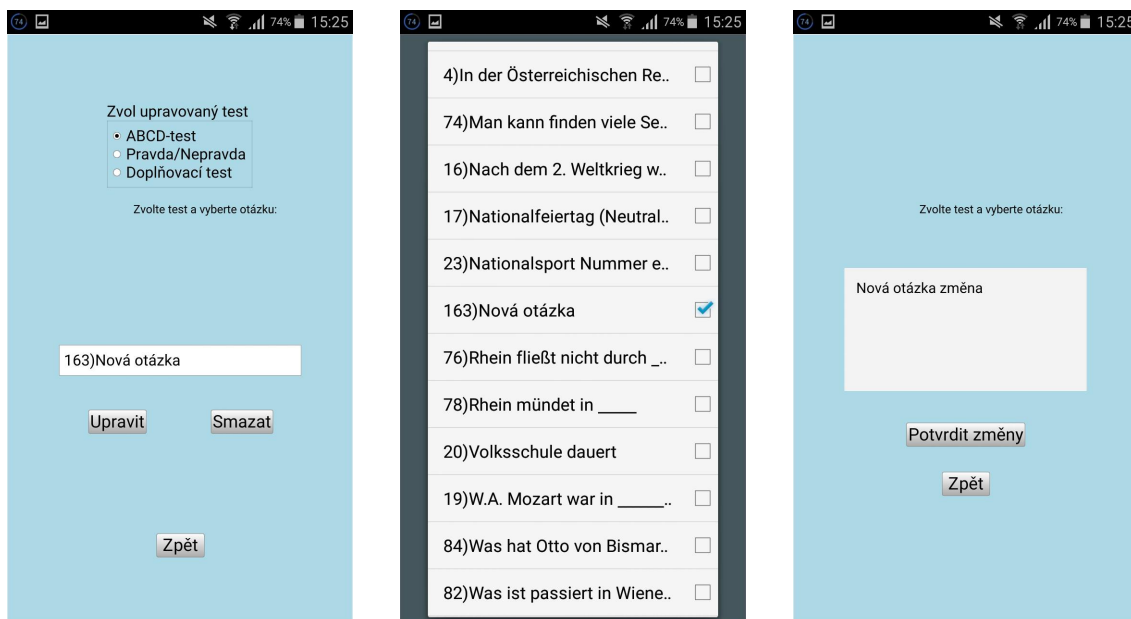 74 74% 15:25
Zvol upravovaný test
ABCD-test
Pravda/Nepravda
Doplňovací test
Zvolte test a vyberte otázku:
163)Nová otázka
Upravit Smazat
Zpět
74 74% 15:25
4)In der Österreichischen Re..
74)Man kann finden viele Se..
16)Nach dem 2. Weltkrieg w..
17)Nationalfeiertag (Neutral..
23)Nationalsport Nummer e..
163)Nová otázka
76)Rhein fließt nicht durch _..
78)Rhein mündet in _____
20)Volksschule dauert
19)W.A. Mozart war in ______..
84)Was hat Otto von Bismar..
82)Was ist passiert in Wiene..
74 74% 15:25
Zvolte test a vyberte otázku:
Nová otázka změna
Potvrdit změny
Zpět